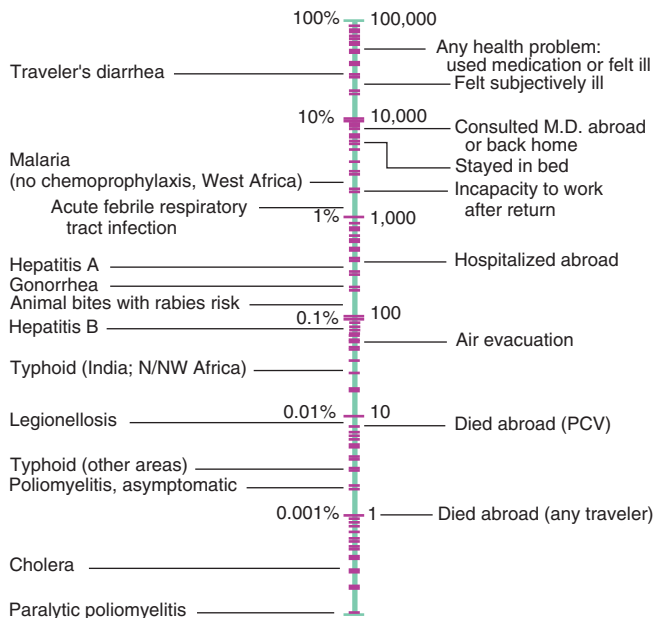 100% 100,000
Any health problem:
used medication or felt ill
Traveler's diarrhea
Felt subjectively ill
10% 10,000
Consulted M.D. abroad
or back home
Stayed in bed
Malaria
(no chemoprophylaxis, West Africa)
Incapacity to work
after return
Acute febrile respiratory
tract infection
1% 1,000
Hospitalized abroad
Hepatitis A
Gonorrhea
Animal bites with rabies risk
0.1% 100
Hepatitis B
Air evacuation
Typhoid (India; N/NW Africa)
0.01% 10
Legionellosis
Died abroad (PCV)
Typhoid (other areas)
Poliomyelitis, asymptomatic
0.001% 1
Died abroad (any traveler)
Cholera
Paralytic poliomyelitis